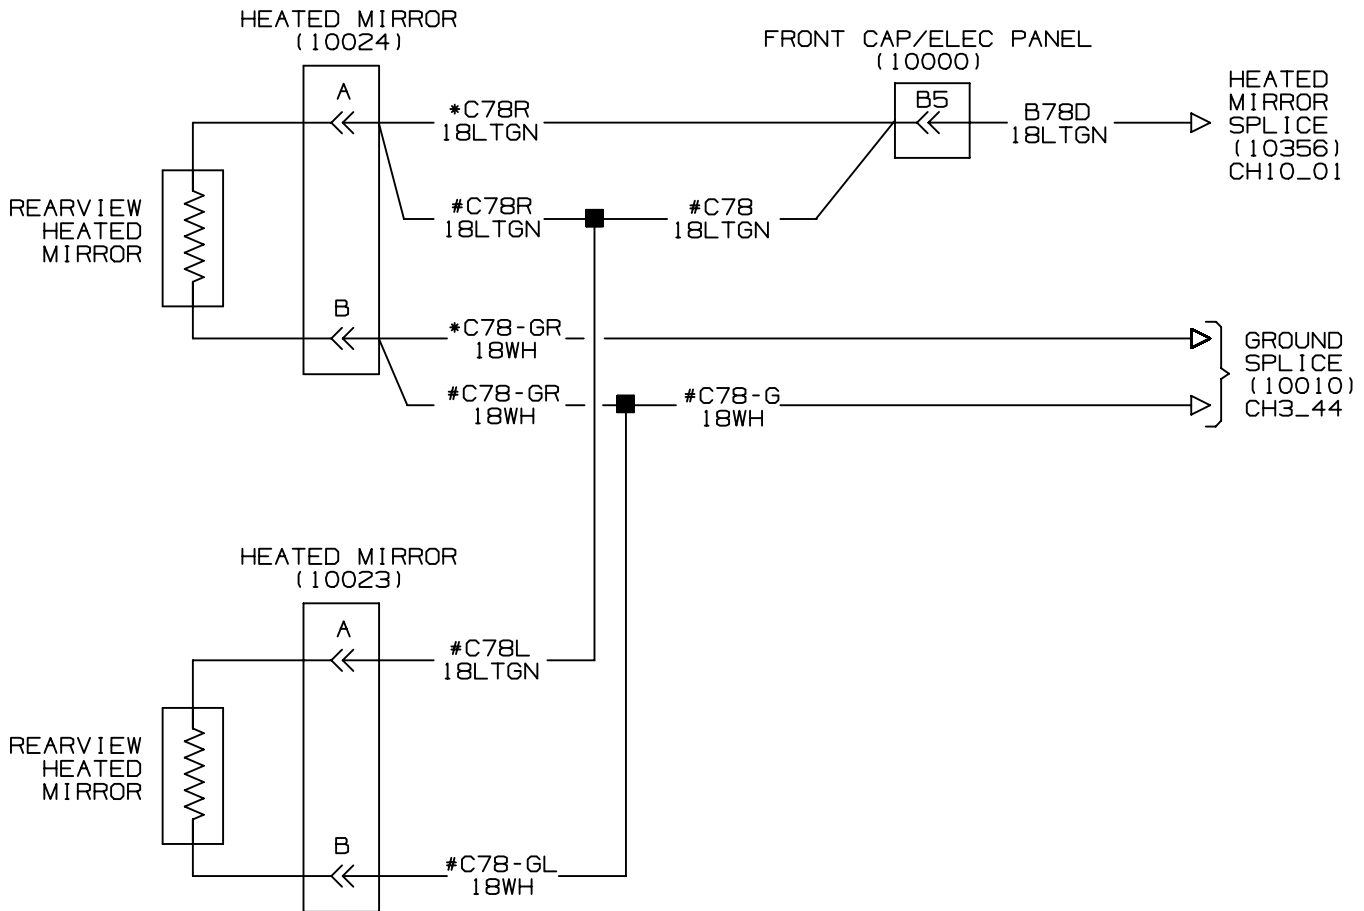 HEATED MIRROR
(10024)
FRONT CAP/ELEC PANEL
(10000)
A
*C78R
18LTGN
B5
B78D
18LTGN
HEATED
MIRROR
SPLICE
(10356)
CH10_01
REARVIEW
HEATED
MIRROR
#C78R
18LTGN
#C78
18LTGN
B
*C78-GR
18WH
#C78-GR
18WH
#C78-G
18WH
GROUND
SPLICE
(10010)
CH3_44
HEATED MIRROR
(10023)
A
#C78L
18LTGN
REARVIEW
HEATED
MIRROR
B
#C78-GL
18WH